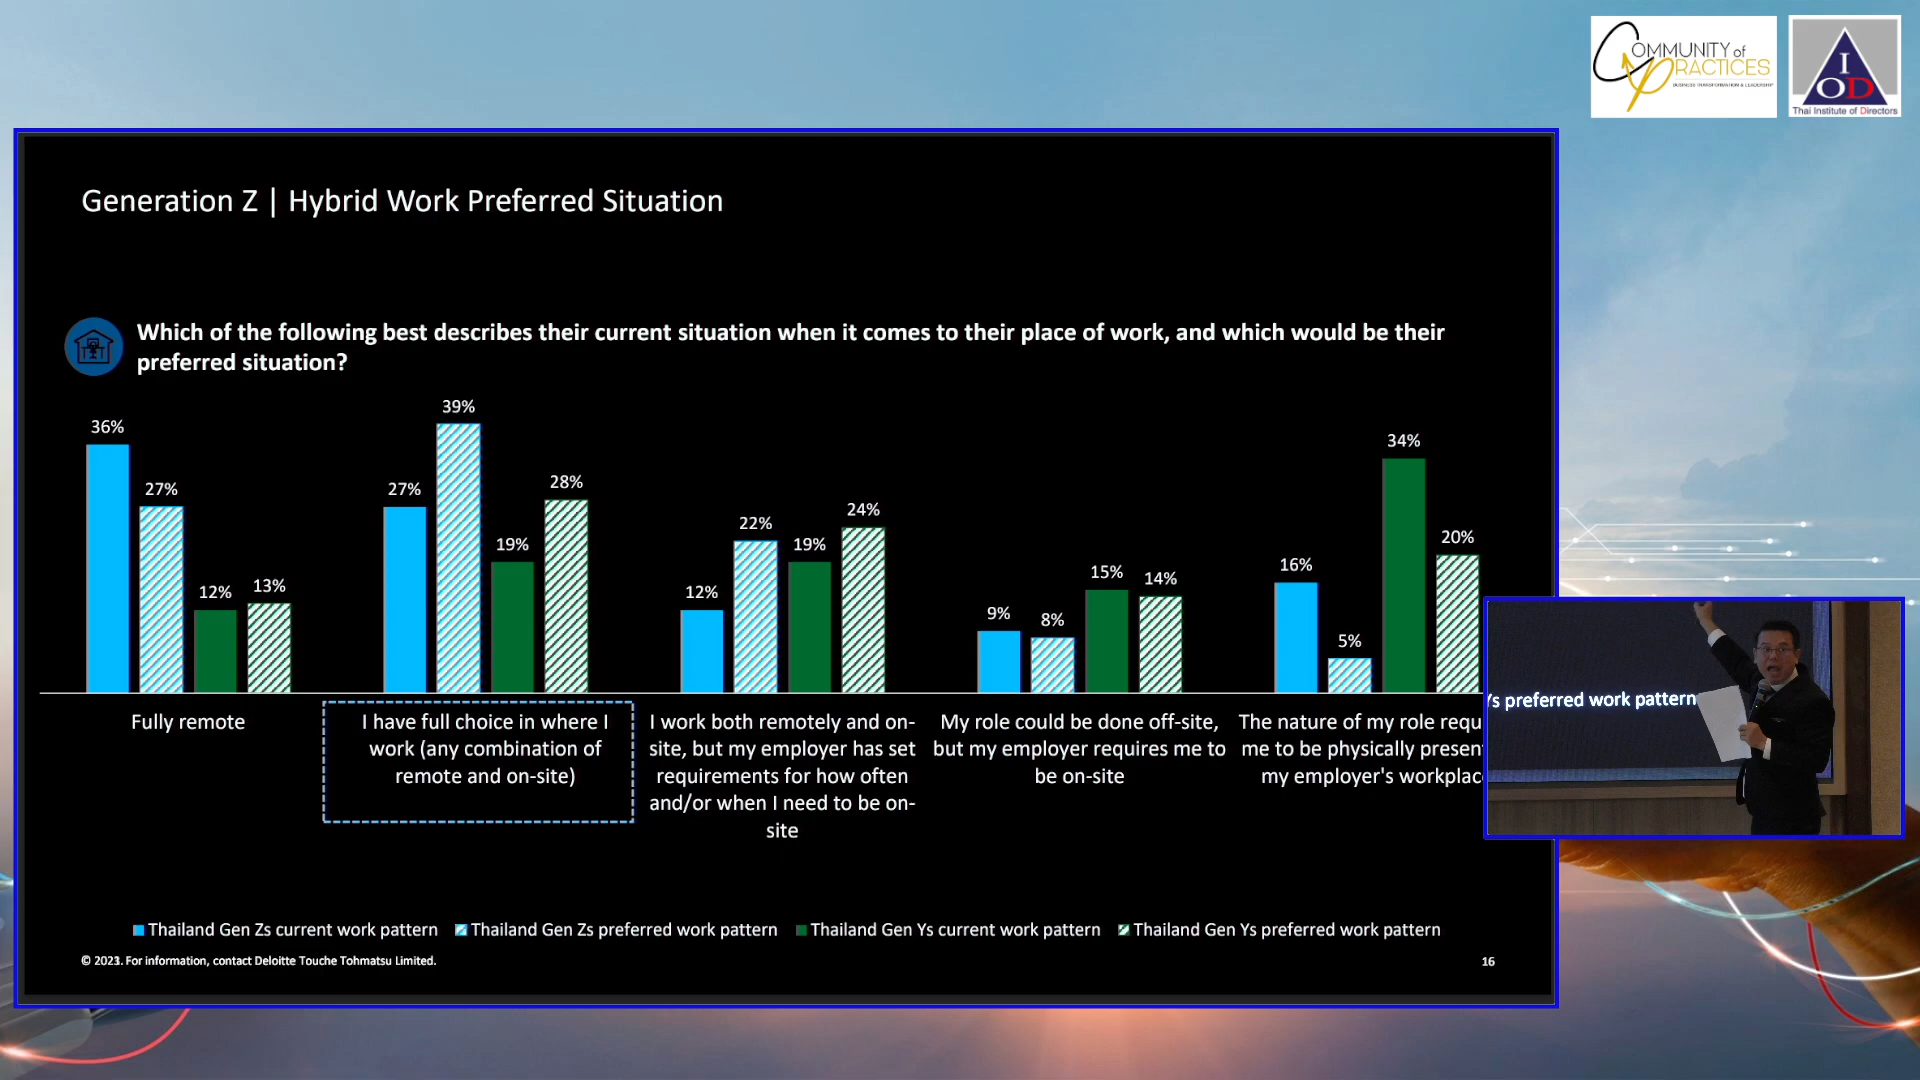 COMMUNITY of
PRACTICES
BUSINESS TRANSFORMATION & LEADERSHIP
I
OD
Thai Institute of Directors
Generation Z | Hybrid Work Preferred Situation
Which of the following best describes their current situation when it comes to their place of work, and which would be their
preferred situation?
36%
27%
12%
13%
27%
39%
19%
28%
12%
22%
19%
24%
9%
8%
15%
14%
16%
5%
34%
20%
Fully remote
I have full choice in where I
work (any combination of
remote and on-site)
I work both remotely and on-
site, but my employer has set
requirements for how often
and/or when I need to be on-
site
My role could be done off-site,
but my employer requires me to
be on-site
The nature of my role requ
me to be physically presen
my employer's workplac
Ys preferred work pattern
Thailand Gen Zs current work pattern
Thailand Gen Zs preferred work pattern
Thailand Gen Ys current work pattern
Thailand Gen Ys preferred work pattern
© 2023. For information, contact Deloitte Touche Tohmatsu Limited.
16